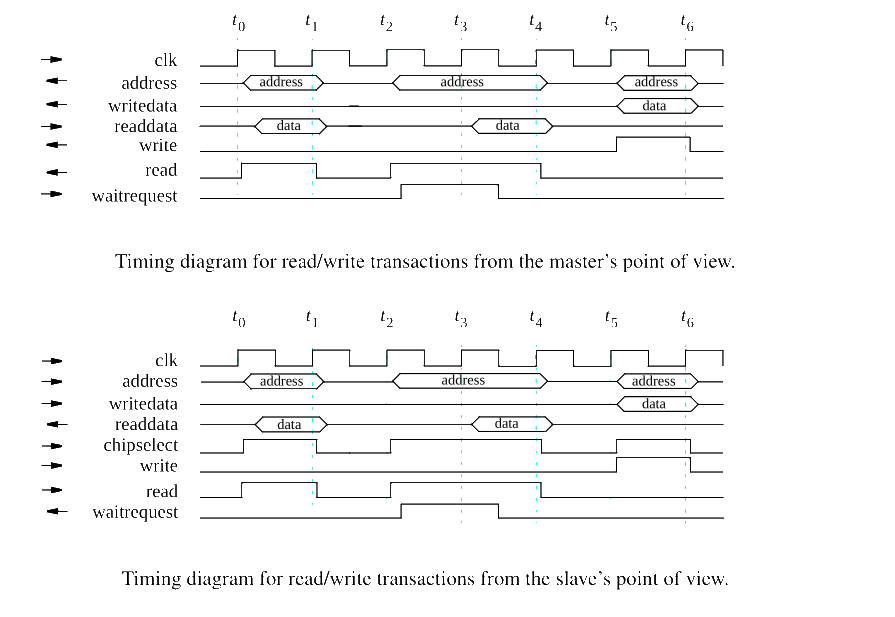 t0 t1 t2 t3 t4 t5 t6
clk
address address address address
writedata data
readdata data data
write
read
waitrequest
Timing diagram for read/write transactions from the master's point of view.
t0 t1 t2 t3 t4 t5 t6
clk
address address address address
writedata data
readdata data data
chipselect
write
read
waitrequest
Timing diagram for read/write transactions from the slave's point of view.